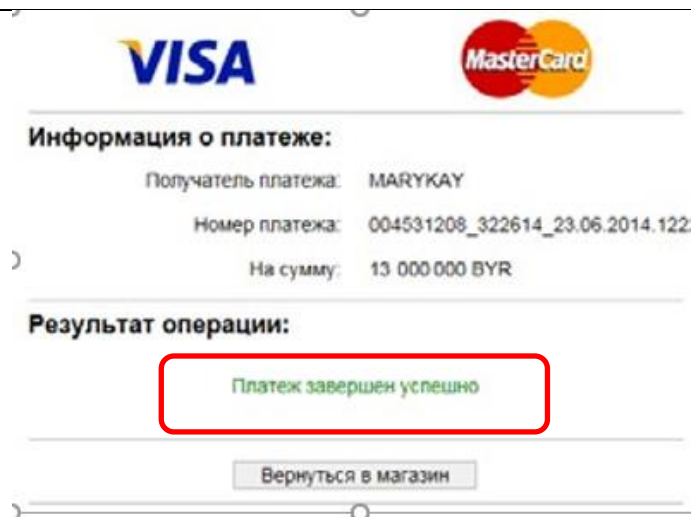 VISA MasterCard
Информация о платеже:
Получатель платежа: MARYKAY
Номер платежа: 004531208_322614_23.06.2014.122
На сумму: 13 000 000 BYR
Результат операции:
Платеж завершен успешно
Вернуться в магазин